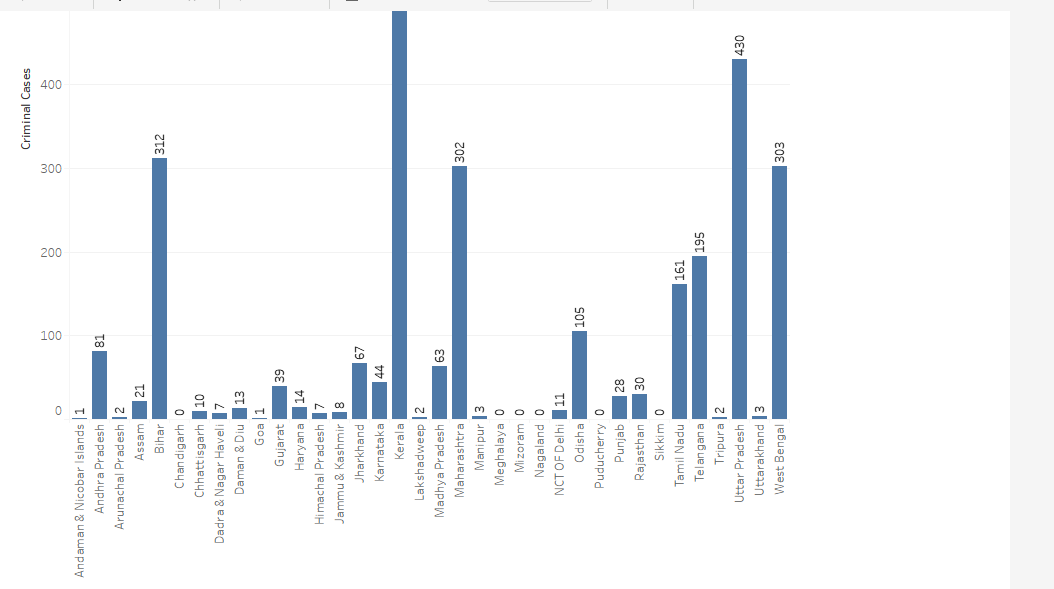 Criminal Cases
400
300
200
100
0
1
81
2
21
312
0
10
7
13
1
39
14
7
8
67
44
2
63
302
3
0
0
0
11
105
0
28
30
0
161
195
2
430
3
303
Andaman & Nicobar Islands
Andhra Pradesh
Arunachal Pradesh
Assam
Bihar
Chandigarh
Chhattisgarh
Dadra & Nagar Haveli
Daman & Diu
Goa
Gujarat
Haryana
Himachal Pradesh
Jammu & Kashmir
Jharkhand
Karnataka
Kerala
Lakshadweep
Madhya Pradesh
Maharashtra
Manipur
Meghalaya
Mizoram
Nagaland
NCT OF Delhi
Odisha
Puducherry
Punjab
Rajasthan
Sikkim
Tamil Nadu
Telangana
Tripura
Uttar Pradesh
Uttarakhand
West Bengal